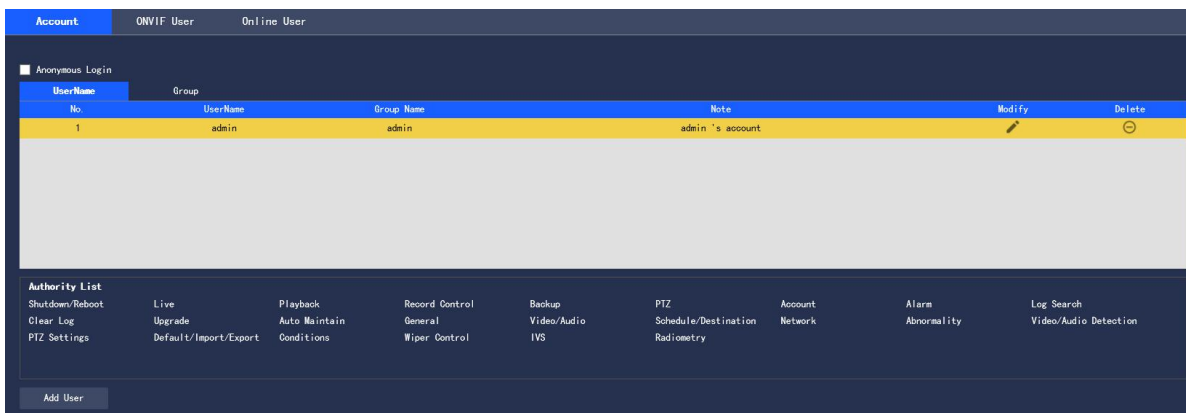 Account ONVIF User Online User
Anonymous Login
UserName Group
No. UserName Group Name Note Modify Delete
1 admin admin admin 's account
Authority List
Shutdown/Reboot Live Playback Record Control Backup PTZ Account Alarm Log Search
Clear Log Upgrade Auto Maintain General Video/Audio Schedule/Destination Network Abnormality Video/Audio Detection
PTZ Settings Default/Import/Export Conditions Wiper Control IVS Radiometry
Add User